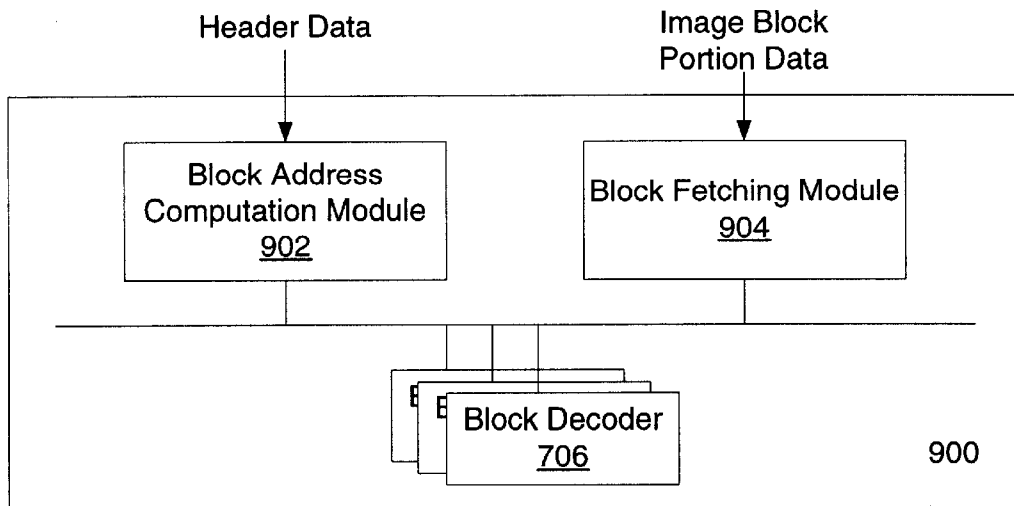 Header Data
Image Block
Portion Data
Block Address
Computation Module
902
Block Fetching Module
904
Block Decoder
706
900